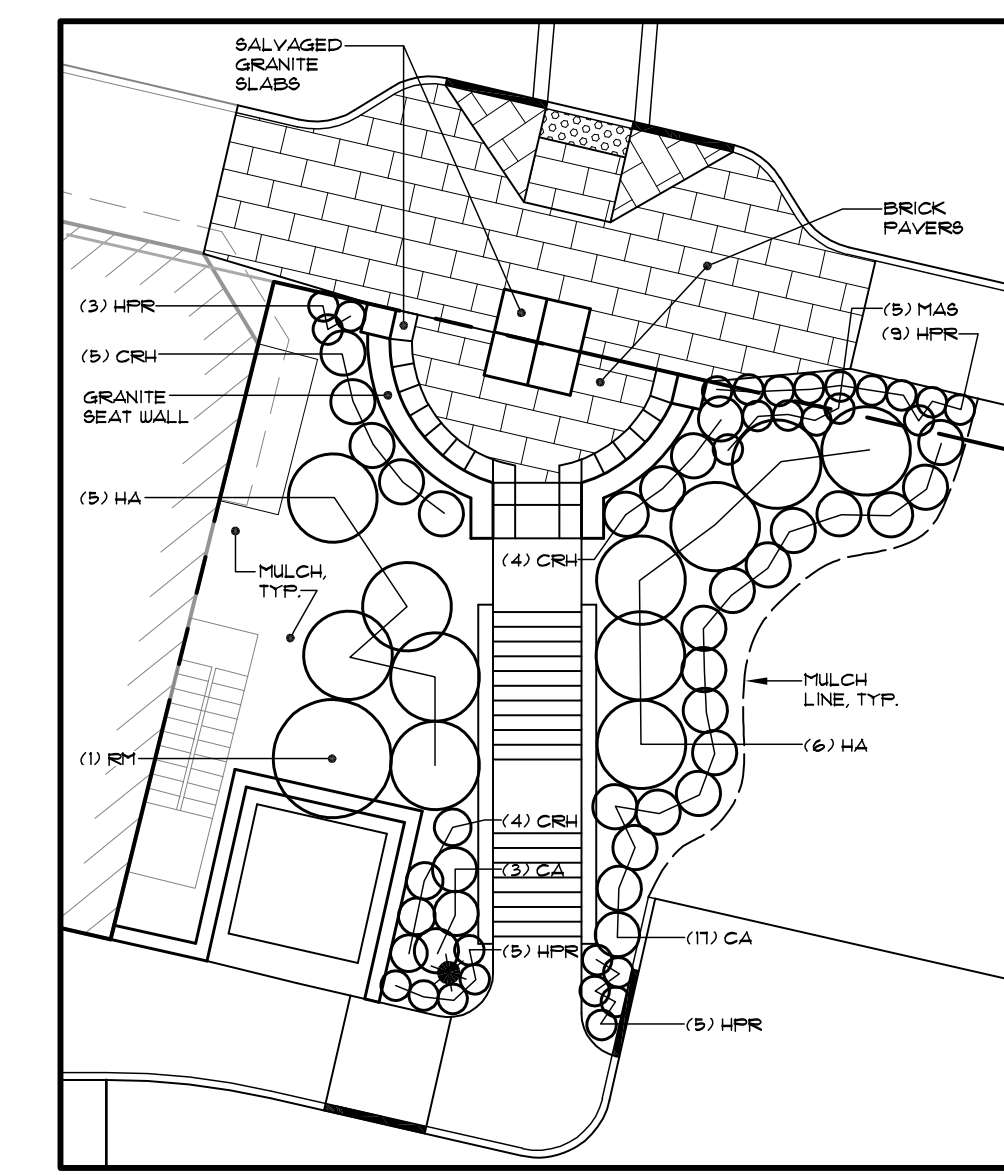 SALVAGED
GRANITE
SLABS
BRICK
PAVERS
(3) HPR
(5) MAS
(9) HPR
(5) CRH
GRANITE
SEAT WALL
(5) HA
(4) CRH
MULCH,
TYP.
MULCH
LINE, TYP.
(1) RM
(6) HA
(4) CRH
(3) CA
(17) CA
(5) HPR
(5) HPR